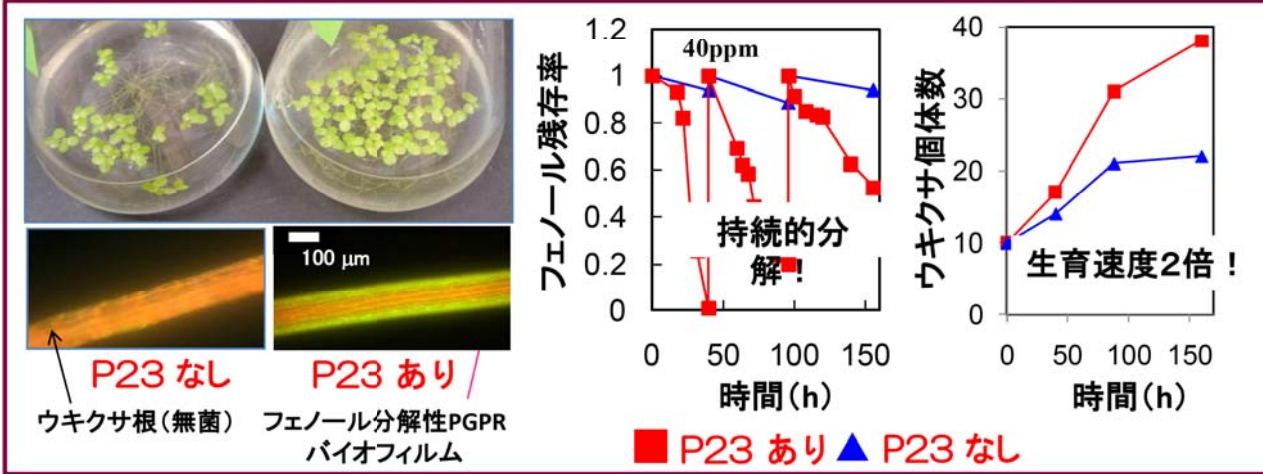 100 μm
P23 なし
P23 あり
ウキクサ根(無菌)
フェノール分解性PGPR
バイオフィルム
フェノール残存率
1.2
1
0.8
0.6
0.4
0.2
0
40ppm
持続的分
解!
0 50 100 150
時間(h)
ウキクサ個体数
40
30
20
10
0
生育速度2倍!
0 50 100 150
時間(h)
P23 あり P23 なし